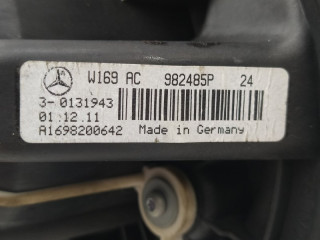 W169 AC 982485P 24
3-0131943
01.12.11
A1698200642 Made in Germany